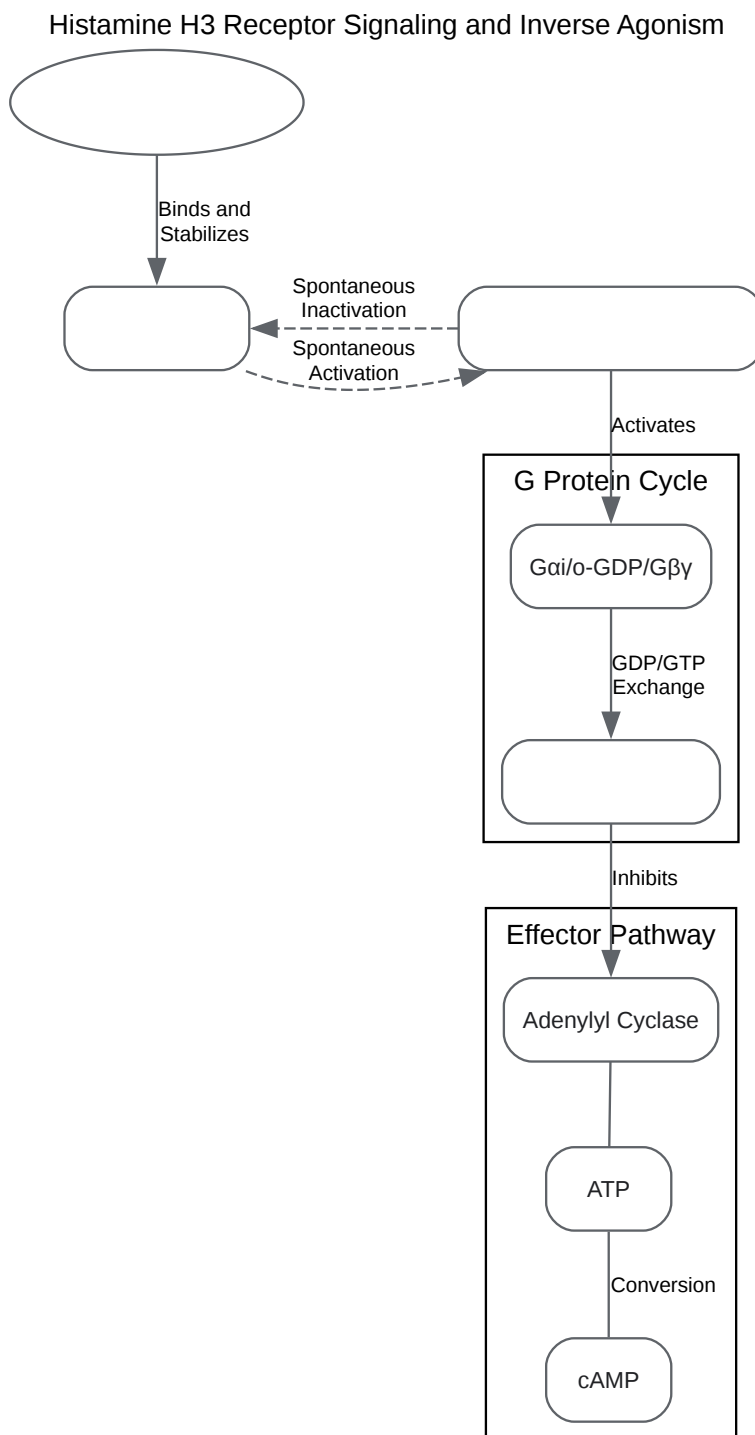 Histamine H3 Receptor Signaling and Inverse Agonism
Binds and
Stabilizes
Spontaneous
Inactivation
Spontaneous
Activation
Activates
G Protein Cycle
Gαi/o-GDP/Gβγ
GDP/GTP
Exchange
Inhibits
Effector Pathway
Adenylyl Cyclase
ATP
Conversion
cAMP